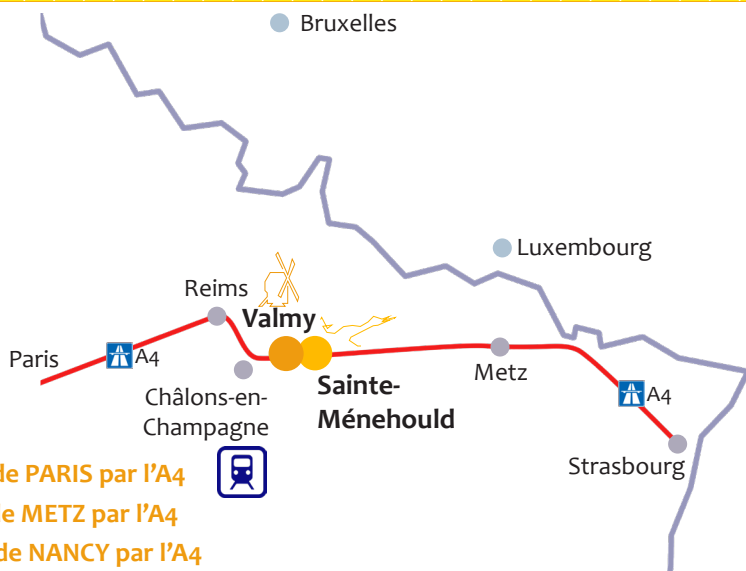 Bruxelles
Luxembourg
Reims
Valmy
Paris
A4
Metz
Châlons-en-
Champagne
Sainte-
Ménehould
A4
Strasbourg
de PARIS par l'A4
e METZ par l'A4
de NANCY par l'A4